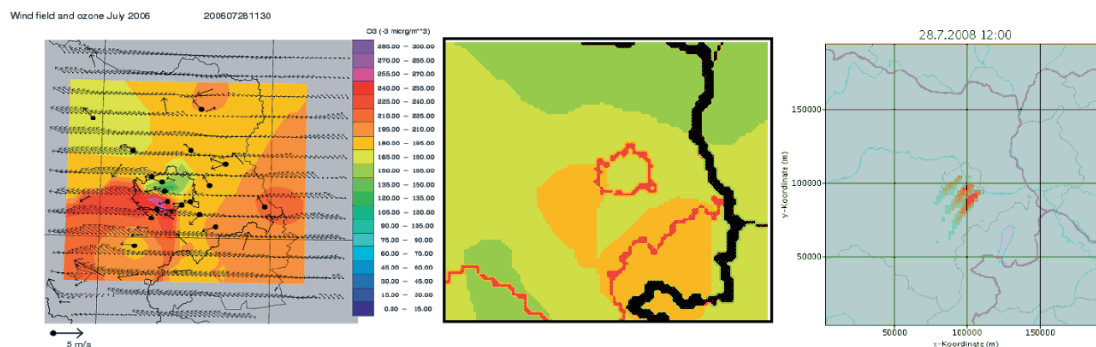 Wind field and ozone July 2006 200607281130
O3 (-3 micrg/m**3)
285.00 - 300.00
270.00 - 285.00
255.00 - 270.00
240.00 - 255.00
225.00 - 240.00
210.00 - 225.00
195.00 - 210.00
180.00 - 195.00
165.00 - 180.00
150.00 - 165.00
135.00 - 150.00
120.00 - 135.00
105.00 - 120.00
90.00 - 105.00
75.00 - 90.00
60.00 - 75.00
45.00 - 60.00
30.00 - 45.00
15.00 - 30.00
0.00 - 15.00
5 m/s
28.7.2008 12:00
y-Koordinate (m)
150000
100000
50000
50000 100000 150000
x-Koordinate (m)